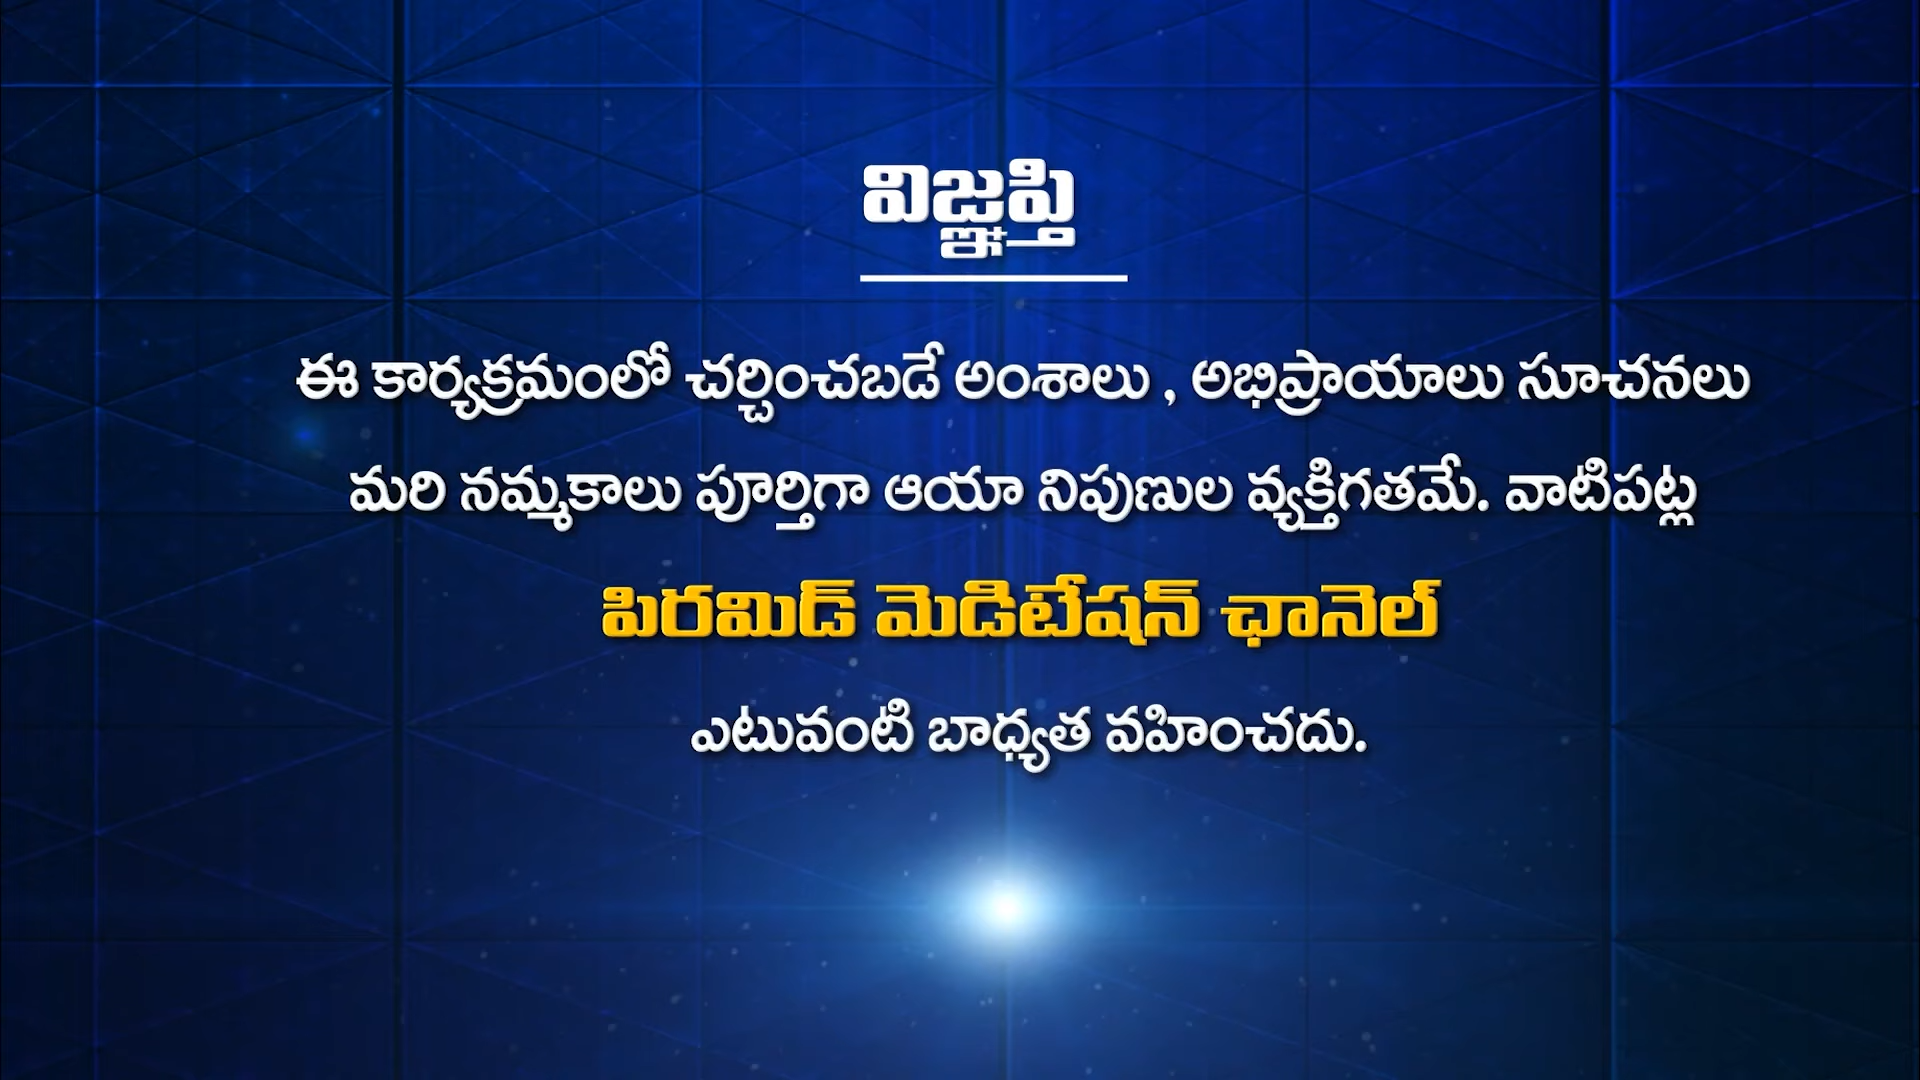 విజ్ఞప్తి
ఈ కార్యక్రమంలో చర్చించబడే అంశాలు , అభిప్రాయాలు సూచనలు
మరి నమ్మకాలు పూర్తిగా ఆయా నిపుణుల వ్యక్తిగతమే. వాటిపట్ల
పిరమిడ్ మెడిటేషన్ ఛానెల్
ఎటువంటి బాధ్యత వహించదు.